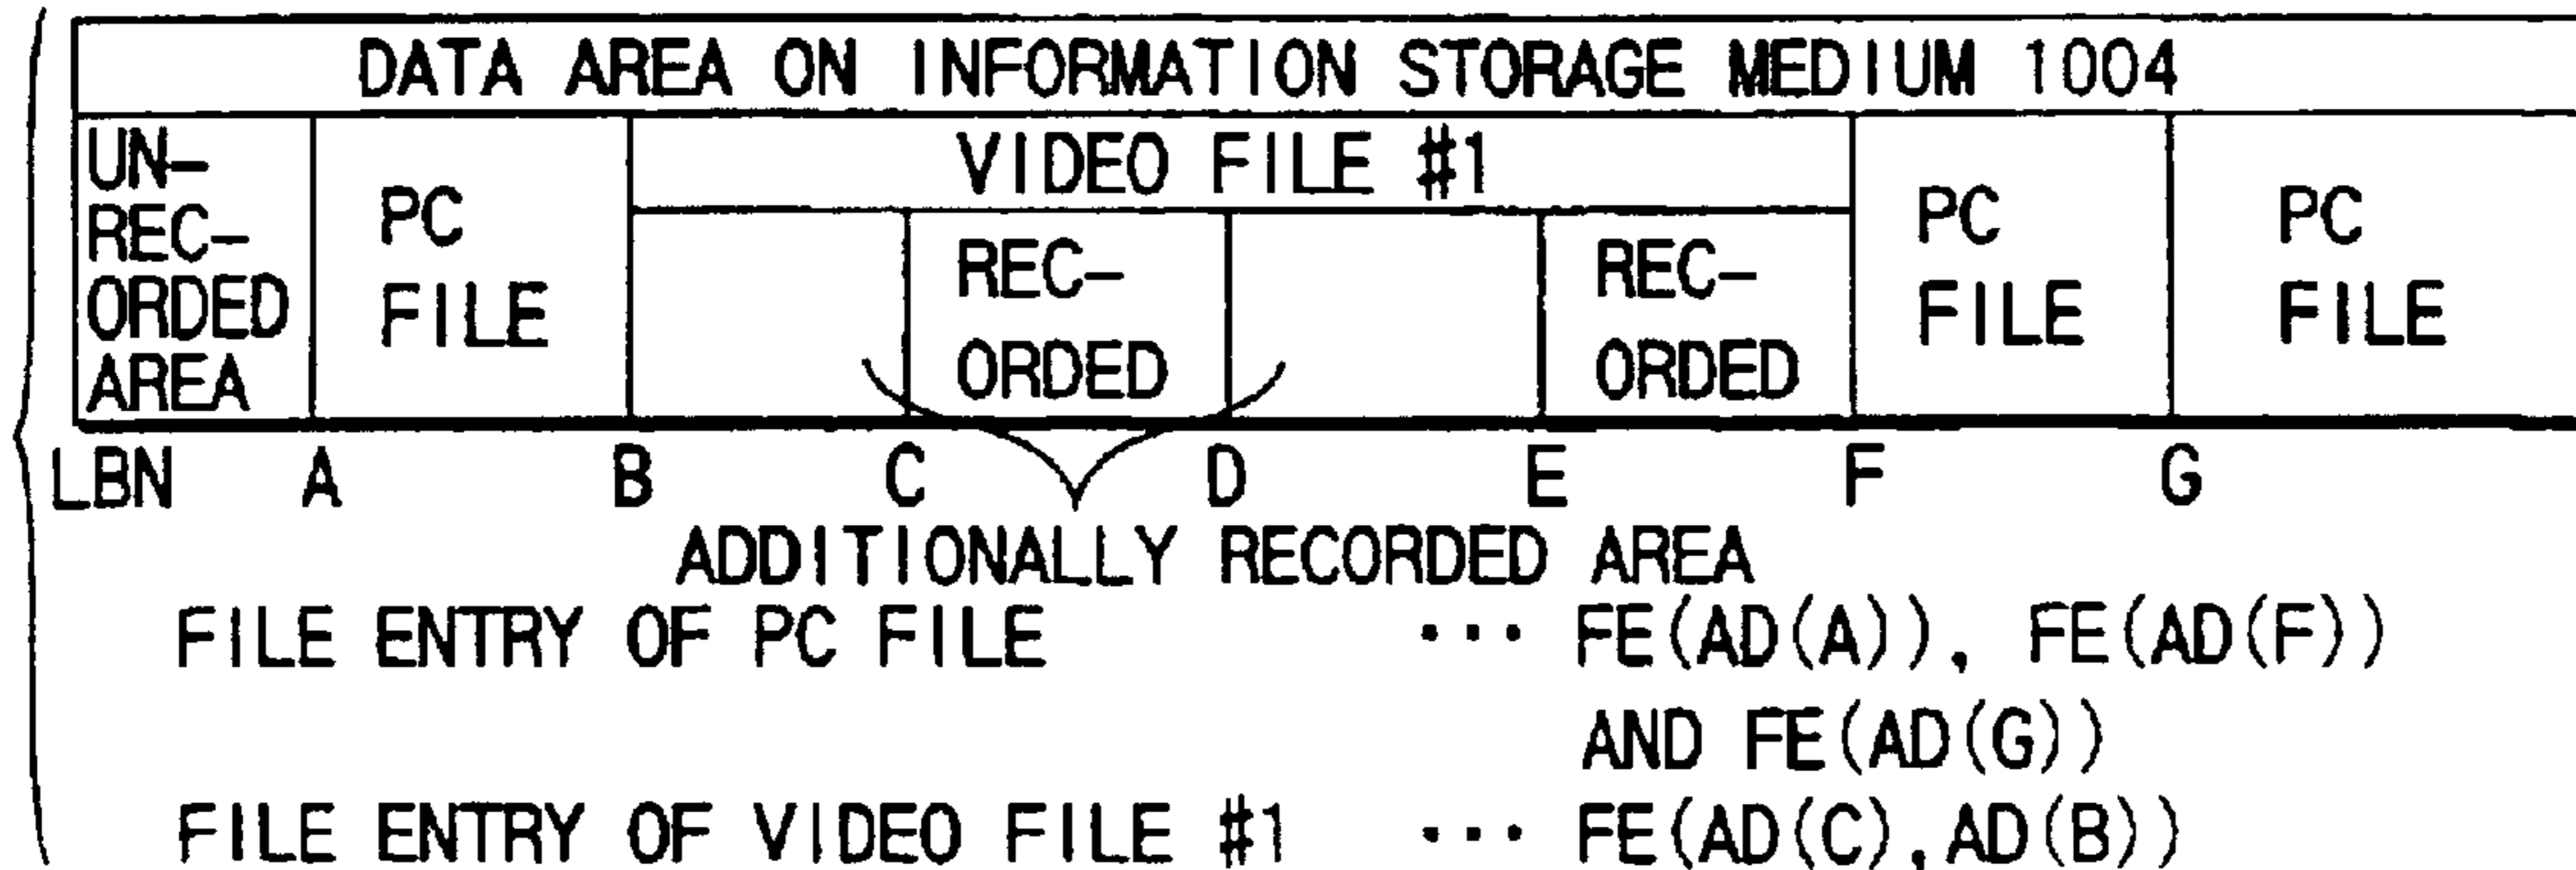 DATA AREA ON INFORMATION STORAGE MEDIUM 1004
UN-
REC-
ORDED
AREA
PC
FILE
VIDEO FILE #1
REC-
ORDED
REC-
ORDED
PC
FILE
PC
FILE
LBN A B C D E F G
ADDITIONALLY RECORDED AREA
FILE ENTRY OF PC FILE ··· FE(AD(A)), FE(AD(F))
AND FE(AD(G))
FILE ENTRY OF VIDEO FILE #1 ··· FE(AD(C),AD(B))